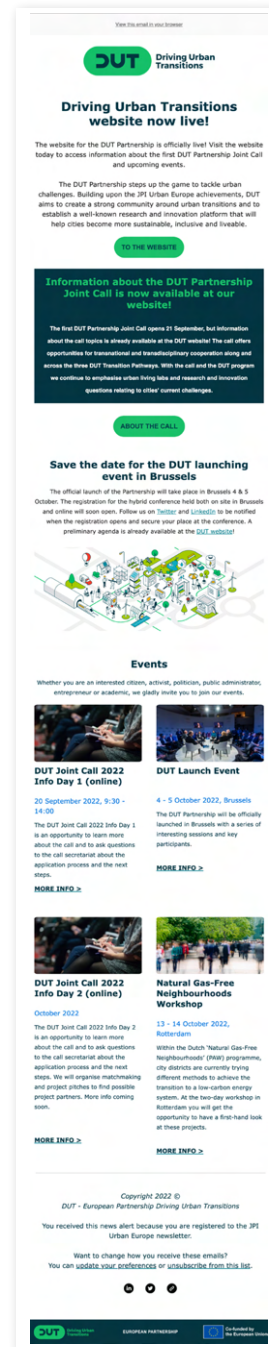 View this email in your browser
DUT Driving Urban
Transitions
Driving Urban Transitions
website now live!
The website for the DUT Partnership is officially live! Visit the website
today to access information about the first DUT Partnership Joint Call
and upcoming events.
The DUT Partnership steps up the game to tackle urban
challenges. Building upon the JPI Urban Europe achievements, DUT
aims to create a strong community around urban transitions and to
establish a well-known research and innovation platform that will
help cities become more sustainable, inclusive and liveable.
TO THE WEBSITE
Information about the DUT Partnership
Joint Call is now available at our
website!
The first DUT Partnership Joint Call opens 21 September, but information
about the call topics is already available at the DUT website! The call offers
opportunities for transnational and transdisciplinary cooperation along and
across the three DUT Transition Pathways. With the call and the DUT program
we continue to emphasise urban living labs and research and innovation
questions relating to cities' current challenges.
ABOUT THE CALL
Save the date for the DUT launching
event in Brussels
The official launch of the Partnership will take place in Brussels 4 & 5
October. The registration for the hybrid conference held both on site in Brussels
and online will soon open. Follow us on Twitter and LinkedIn to be notified
when the registration opens and secure your place at the conference. A
preliminary agenda is already available at the DUT website!
Events
Whether you are an interested citizen, activist, politician, public administrator,
entrepreneur or academic, we gladly invite you to join our events.
DUT Joint Call 2022
Info Day 1 (online)
20 September 2022, 9:30 -
14:00
The DUT Joint Call 2022 Info Day 1
is an opportunity to learn more
about the call and to ask questions
to the call secretariat about the
application process and the next
steps.
MORE INFO >
DUT Launch Event
4 - 5 October 2022, Brussels
The DUT Partnership will be officially
launched in Brussels with a series of
interesting sessions and key
participants.
MORE INFO >
DUT Joint Call 2022
Info Day 2 (online)
October 2022
The DUT Joint Call 2022 Info Day 2
is an opportunity to learn more
about the call and to ask questions
to the call secretariat about the
application process and the next
steps. We will organise matchmaking
and project pitches to find possible
project partners. More info coming
soon.
MORE INFO >
Natural Gas-Free
Neighbourhoods
Workshop
13 - 14 October 2022,
Rotterdam
Within the Dutch 'Natural Gas-Free
Neighbourhoods' (PAW) programme,
city districts are currently trying
different methods to achieve the
transition to a low-carbon energy
system. At the two-day workshop in
Rotterdam you will get the
opportunity to have a first-hand look
at these projects.
MORE INFO >
Copyright 2022 ©
DUT - European Partnership Driving Urban Transitions
You received this news alert because you are registered to the JPI
Urban Europe newsletter.
Want to change how you receive these emails?
You can update your preferences or unsubscribe from this list.
DUT Driving Urban
Transitions
EUROPEAN PARTNERSHIP
Co-funded by
the European Union